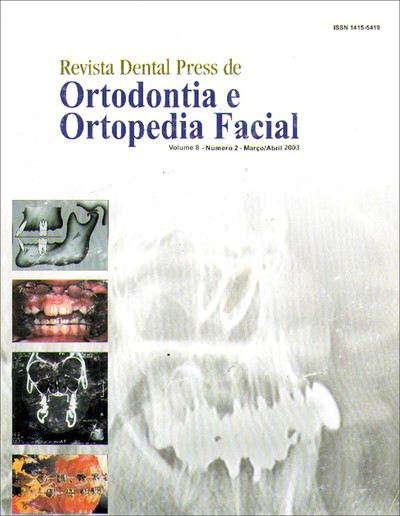 ISSN 1415-5419
Revista Dental Press de
Ortodontia e
Ortopedia Facial
Volume 8 - Número 2 - Março/Abril 2003